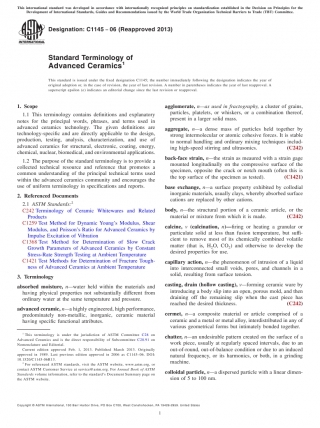 This international standard was developed in accordance with internationally recognized principles on standardization established in the Decision on Principles for the
Development of International Standards, Guides and Recommendations issued by the World Trade Organization Technical Barriers to Trade (TBT) Committee.
Designation: C1145 − 06 (Reapproved 2013)
INTERNATIONAL
Standard Terminology of
Advanced Ceramics1
This standard is issued under the fixed designation C1145; the number immediately following the designation indicates the year of
original adoption or, in the case of revision, the year of last revision. A number in parentheses indicates the year of last reapproval. A
superscript epsilon (ε) indicates an editorial change since the last revision or reapproval.
1. Scope
1.1 This terminology contains definitions and explanatory
notes for the principal words, phrases, and terms used in
advanced ceramics technology. The given definitions are
technology-specific and are directly applicable to the design,
production, testing, analysis, characterization, and use of
advanced ceramics for structural, electronic, coating, energy,
chemical, nuclear, biomedical, and environmental applications.
1.2 The purpose of the standard terminology is to provide a
collected technical resource and reference that promotes a
common understanding of the principal technical terms used
within the advanced ceramics community and encourages the
use of uniform terminology in specifications and reports.
2. Referenced Documents
2.1 ASTM Standards:2
C242 Terminology of Ceramic Whitewares and Related
Products
C1259 Test Method for Dynamic Young's Modulus, Shear
Modulus, and Poisson's Ratio for Advanced Ceramics by
Impulse Excitation of Vibration
C1368 Test Method for Determination of Slow Crack
Growth Parameters of Advanced Ceramics by Constant
Stress-Rate Strength Testing at Ambient Temperature
C1421 Test Methods for Determination of Fracture Tough-
ness of Advanced Ceramics at Ambient Temperature
3. Terminology
absorbed moisture, n—water held within the materials and
having physical properties not substantially different from
ordinary water at the same temperature and pressure.
advanced ceramic, n—a highly engineered, high performance,
predominately non-metallic, inorganic, ceramic material
having specific functional attributes.
1 This terminology is under the jurisdiction of ASTM Committee C28 on
Advanced Ceramics and is the direct responsibility of Subcommittee C28.91 on
Nomenclature and Editorial.
Current edition approved Feb. 1, 2013. Published March 2013. Originally
approved in 1989. Last previous edition approved in 2006 as C1145-06. DOI:
10.1520/C1145-06R13.
2 For referenced ASTM standards, visit the ASTM website, www.astm.org, or
contact ASTM Customer Service at service@astm.org. For Annual Book of ASTM
Standards volume information, refer to the standard's Document Summary page on
the ASTM website.
agglomerate, n—as used in fractography, a cluster of grains,
particles, platelets, or whiskers, or a combination thereof,
present in a larger solid mass.
aggregate, n—a dense mass of particles held together by
strong intermolecular or atomic cohesive forces. It is stable
to normal handling and ordinary mixing techniques includ-
ing high-speed stirring and ultrasonics. (C242)
back-face strain, n—the strain as measured with a strain gage
mounted longitudinally on the compressive surface of the
specimen, opposite the crack or notch mouth (often this is
the top surface of the specimen as tested). (C1421)
base exchange, n—a surface property exhibited by colloidal
inorganic materials, usually clays, whereby absorbed surface
cations are replaced by other cations.
body, n—the structural portion of a ceramic article, or the
material or mixture from which it is made. (C242)
calcine, v (calcination, n)—firing or heating a granular or
particulate solid at less than fusion temperature, but suffi-
cient to remove most of its chemically combined volatile
matter (that is, H2O, CO2) and otherwise to develop the
desired properties for use.
capillary action, n—the phenomenon of intrusion of a liquid
into interconnected small voids, pores, and channels in a
solid, resulting from surface tension.
casting, drain (hollow casting), v—forming ceramic ware by
introducing a body slip into an open, porous mold, and then
draining off the remaining slip when the cast piece has
reached the desired thickness. (C242)
cermet, n—a composite material or article comprised of a
ceramic and a metal or metal alloy, interdistributed in any of
various geometrical forms but intimately bonded together.
chatter, n—an undesirable pattern created on the surface of a
work piece, usually at regularly spaced intervals, due to an
out-of-round, out-of-balance condition or due to an induced
natural frequency, or its harmonics, or both, in a grinding
machine.
colloidal particle, n—a dispersed particle with a linear dimen-
sion of 5 to 100 nm.
Copyright © ASTM International, 100 Barr Harbor Drive, PO Box C700, West Conshohocken, PA 19428-2959. United States
1